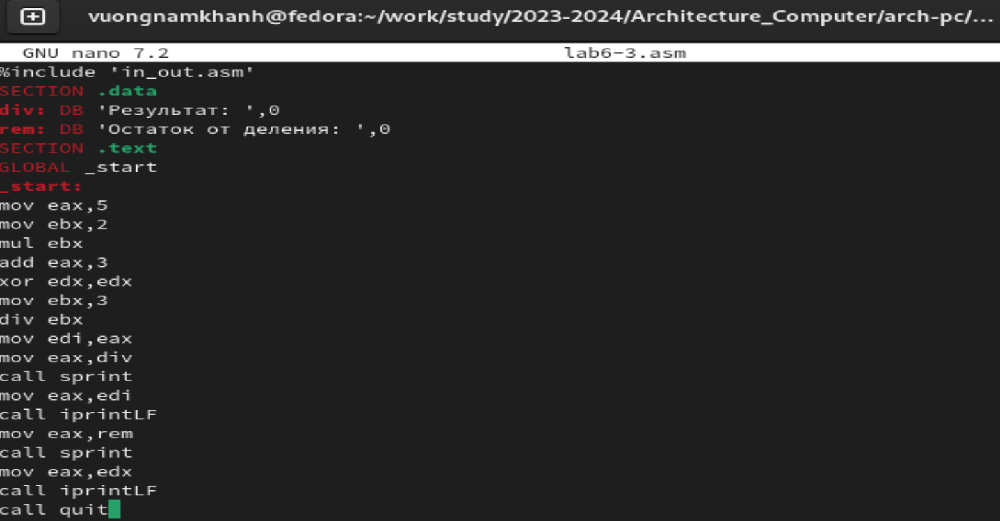 vuongnamkhanh@fedora:~/work/study/2023-2024/Architecture_Computer/arch-pc/...
GNU nano 7.2 lab6-3.asm
%include 'in_out.asm'
SECTION .data
div: DB 'Результат: ',0
rem: DB 'Остаток от деления: ',0
SECTION .text
GLOBAL _start
_start:
mov eax,5
mov ebx,2
mul ebx
add eax,3
xor edx,edx
mov ebx,3
div ebx
mov edi,eax
mov eax,div
call sprint
mov eax,edi
call iprintLF
mov eax,rem
call sprint
mov eax,edx
call iprintLF
call quit